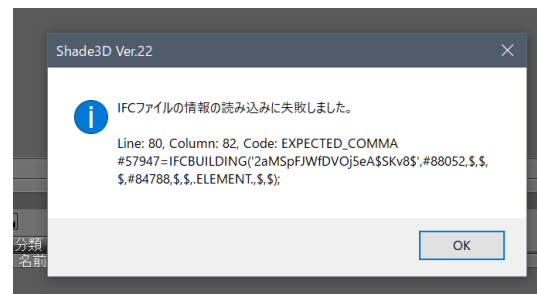 Shade3D Ver.22
IFCファイルの情報の読み込みに失敗しました。
Line: 80, Column: 82, Code: EXPECTED_COMMA
#57947=IFCBUILDING('2aMSpFJWfDVOj5eA$SKv8$',#88052,$,$,
$,#84788,$,$,.ELEMENT.,$,$);
OK
分類
名前